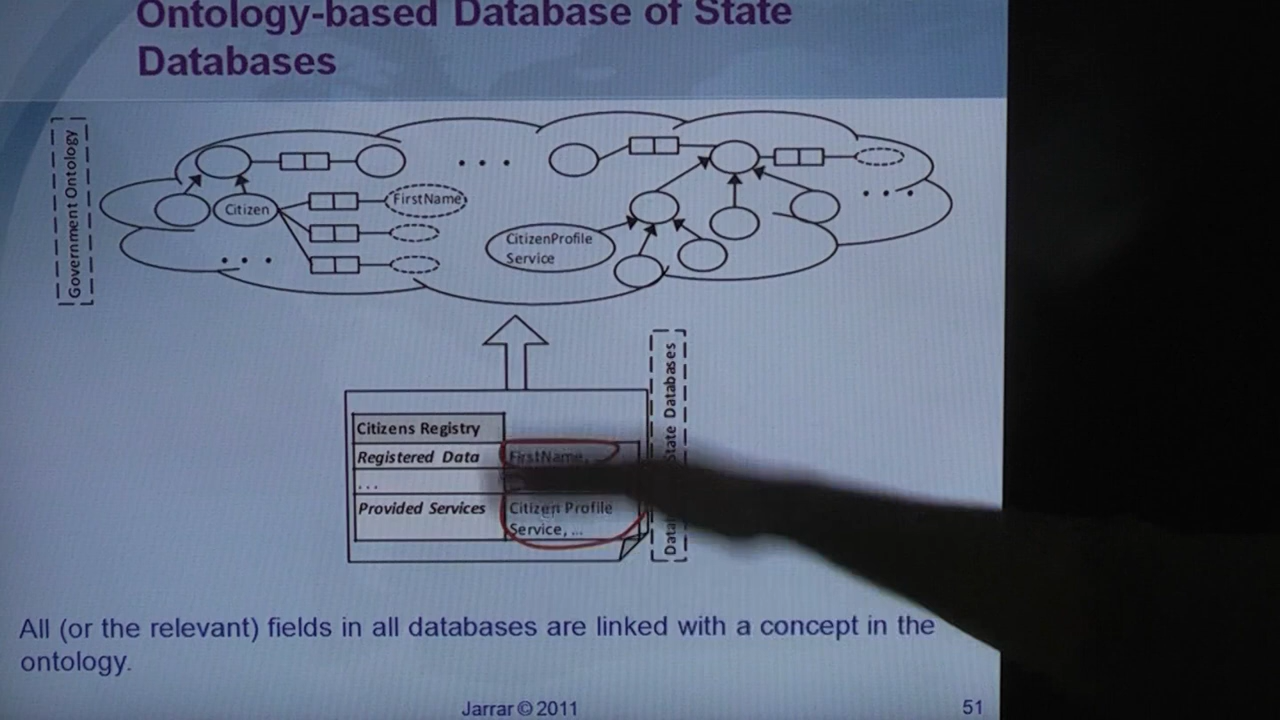 Ontology-based Database of State
Databases
Government Ontology
Citizen
FirstName
CitizenProfile
Service
State Databases
Citizens Registry
Registered Data
FirstName,
...
Provided Services
Citizen Profile
Service, ...
All (or the relevant) fields in all databases are linked with a concept in the
ontology.
Jarrar © 2011
51